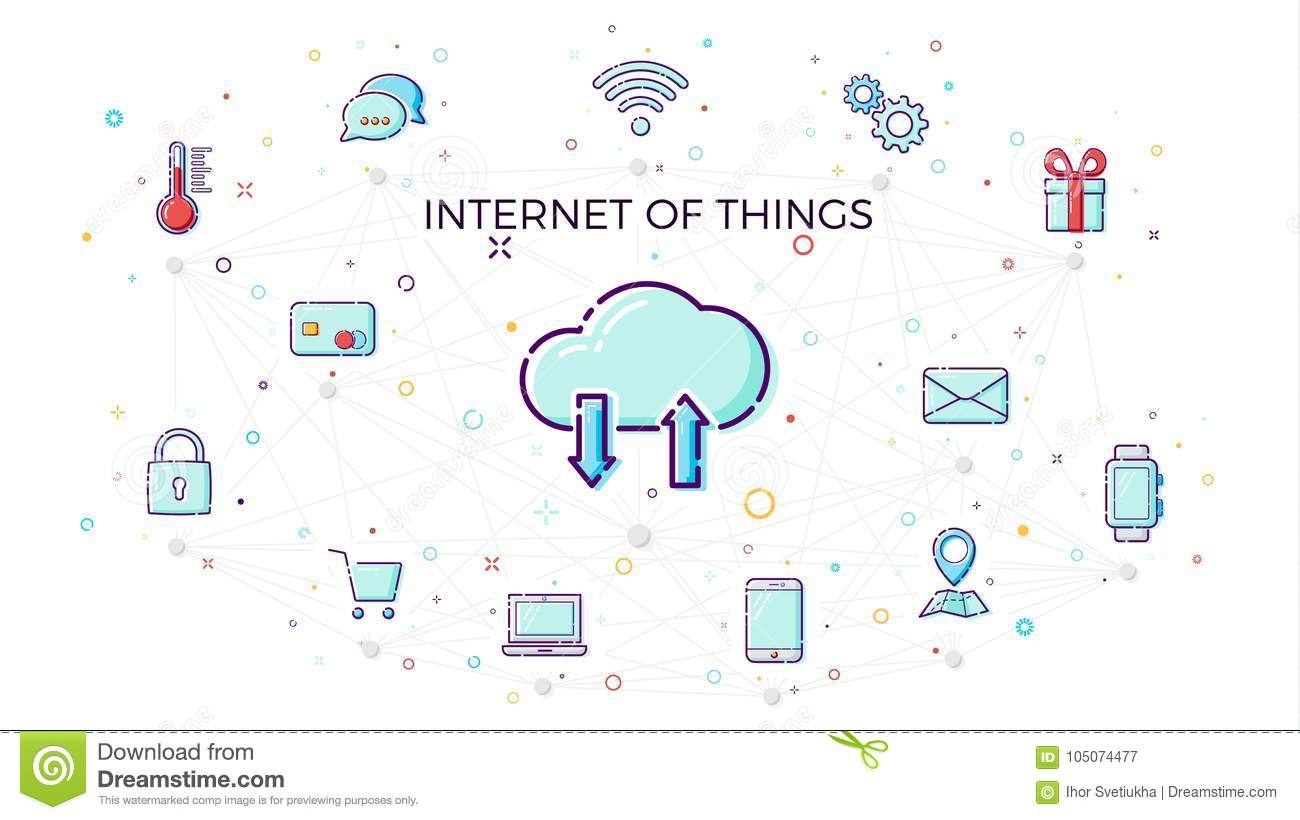 INTERNET OF THINGS
Download from
Dreamstime.com
This watermarked comp image is for previewing purposes only.
ID 105074477
© Ihor Svetiukha | Dreamstime.com